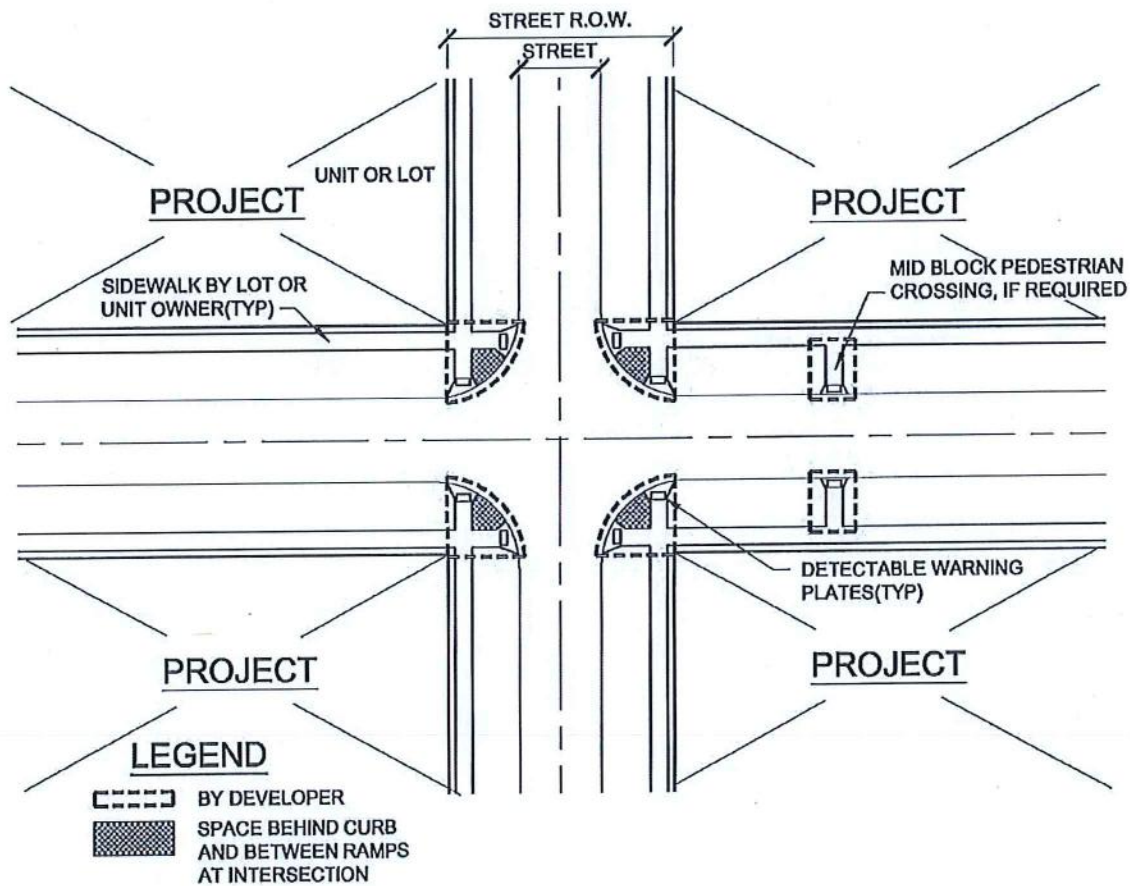 STREET R.O.W.
STREET
UNIT OR LOT
PROJECT
PROJECT
SIDEWALK BY LOT OR
UNIT OWNER(TYP)
MID BLOCK PEDESTRIAN
CROSSING, IF REQUIRED
DETECTABLE WARNING
PLATES(TYP)
PROJECT
PROJECT
LEGEND
BY DEVELOPER
SPACE BEHIND CURB
AND BETWEEN RAMPS
AT INTERSECTION